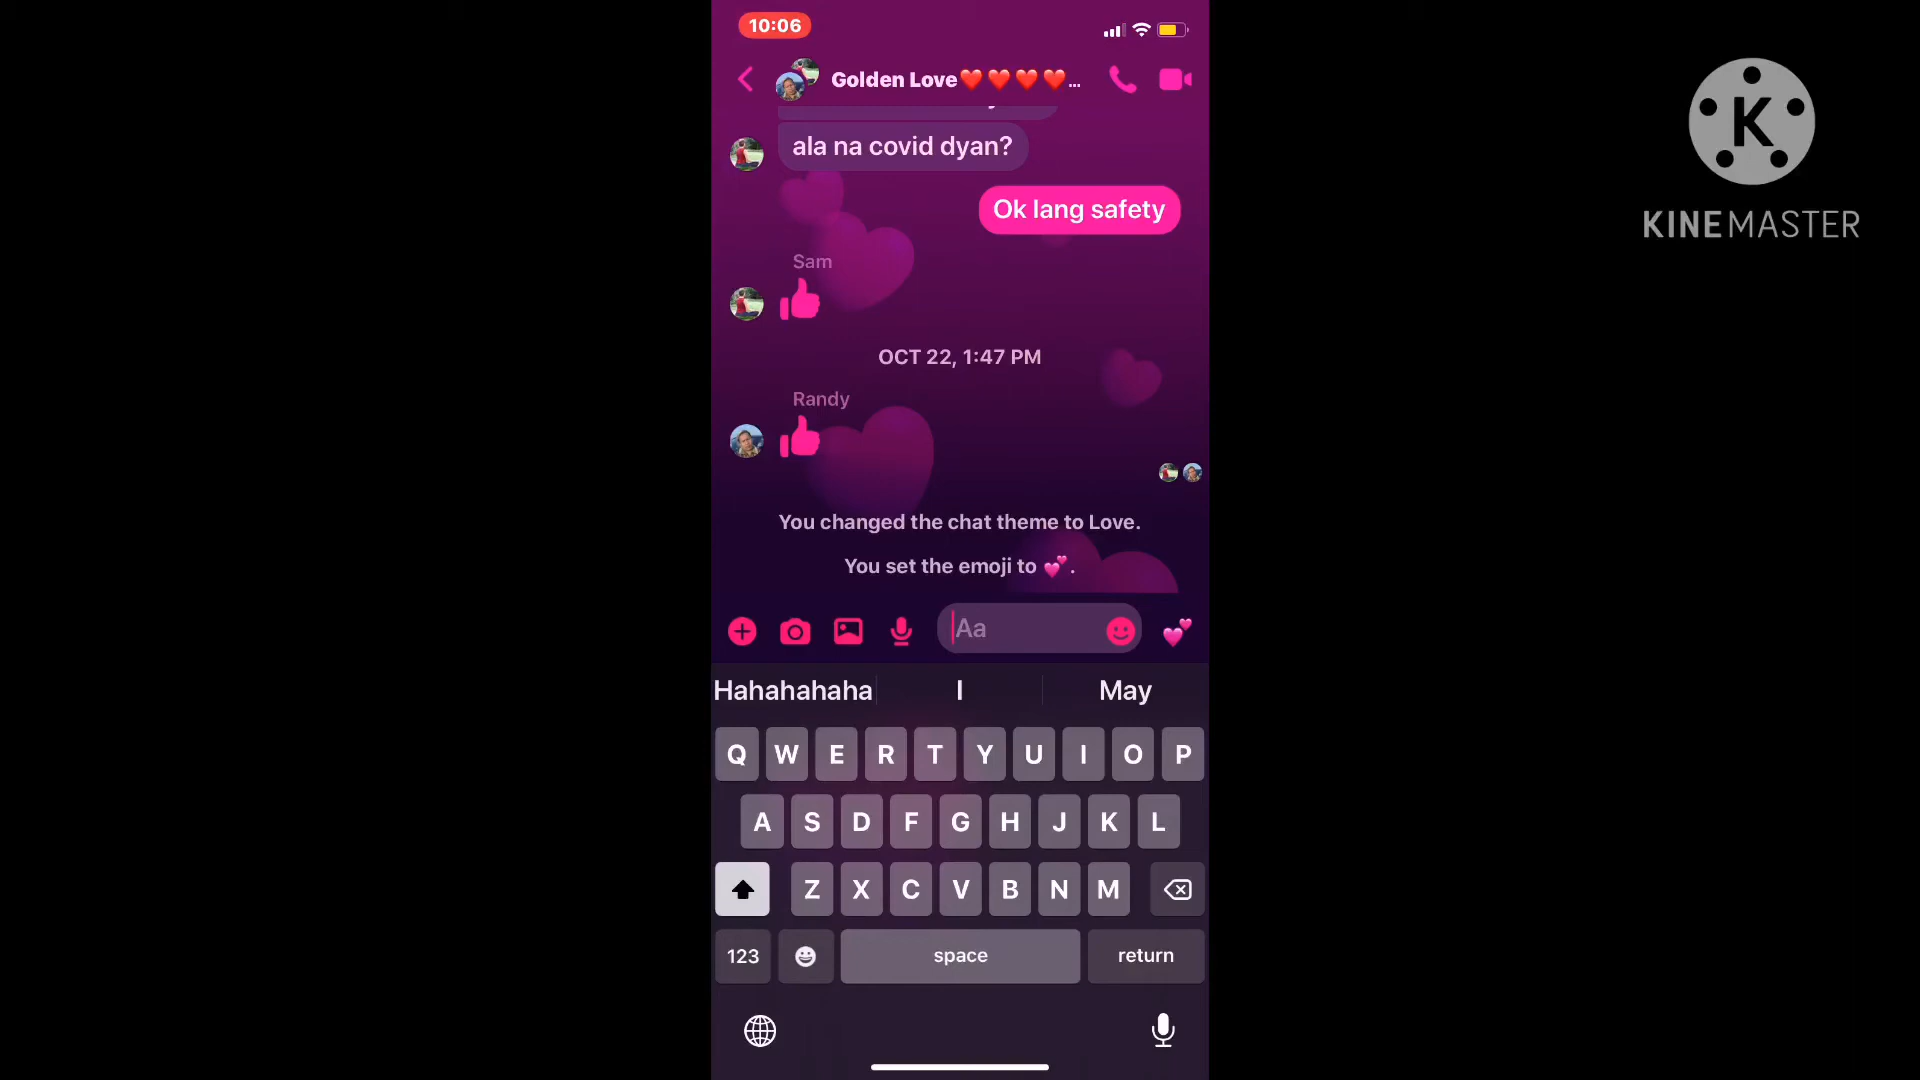 10:06
Golden Love❤️❤️❤️❤️...
ala na covid dyan?
Ok lang safety
Sam
OCT 22, 1:47 PM
Randy
You changed the chat theme to Love.
You set the emoji to 💕.
Aa
Hahahahaha I May
Q W E R T Y U I O P
A S D F G H J K L
Z X C V B N M
123 space return
K
KINEMASTER